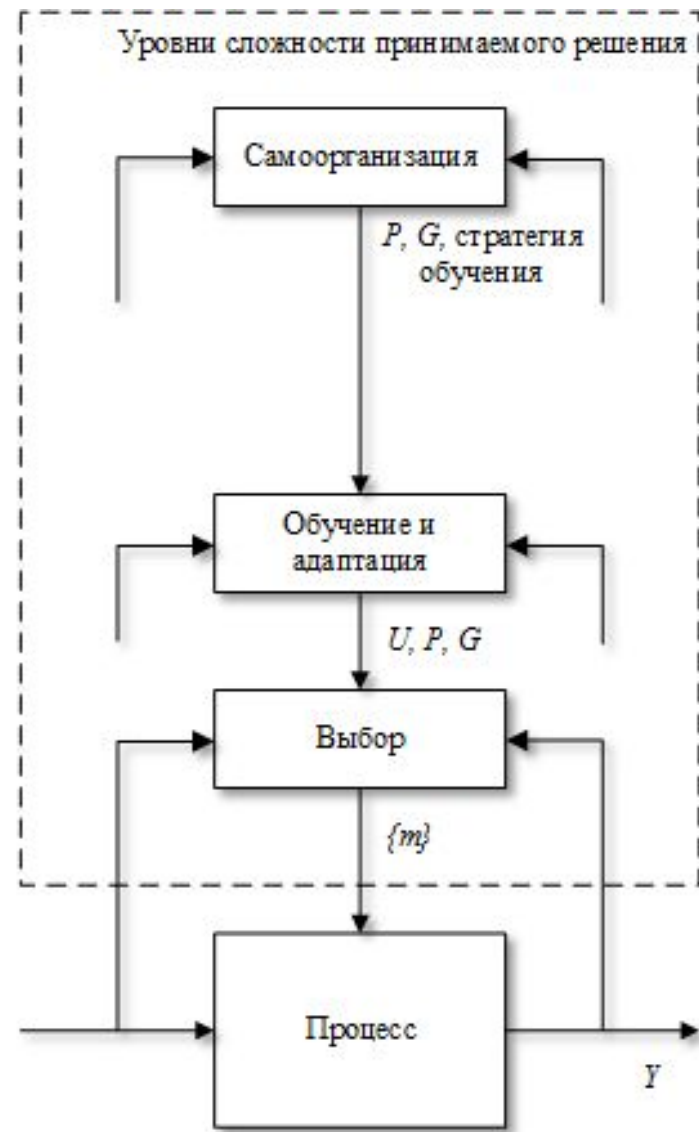 Уровни сложности принимаемого решения
Самоорганизация
P, G, стратегия
обучения
Обучение и
адаптация
U, P, G
Выбор
{m}
Процесс
Y